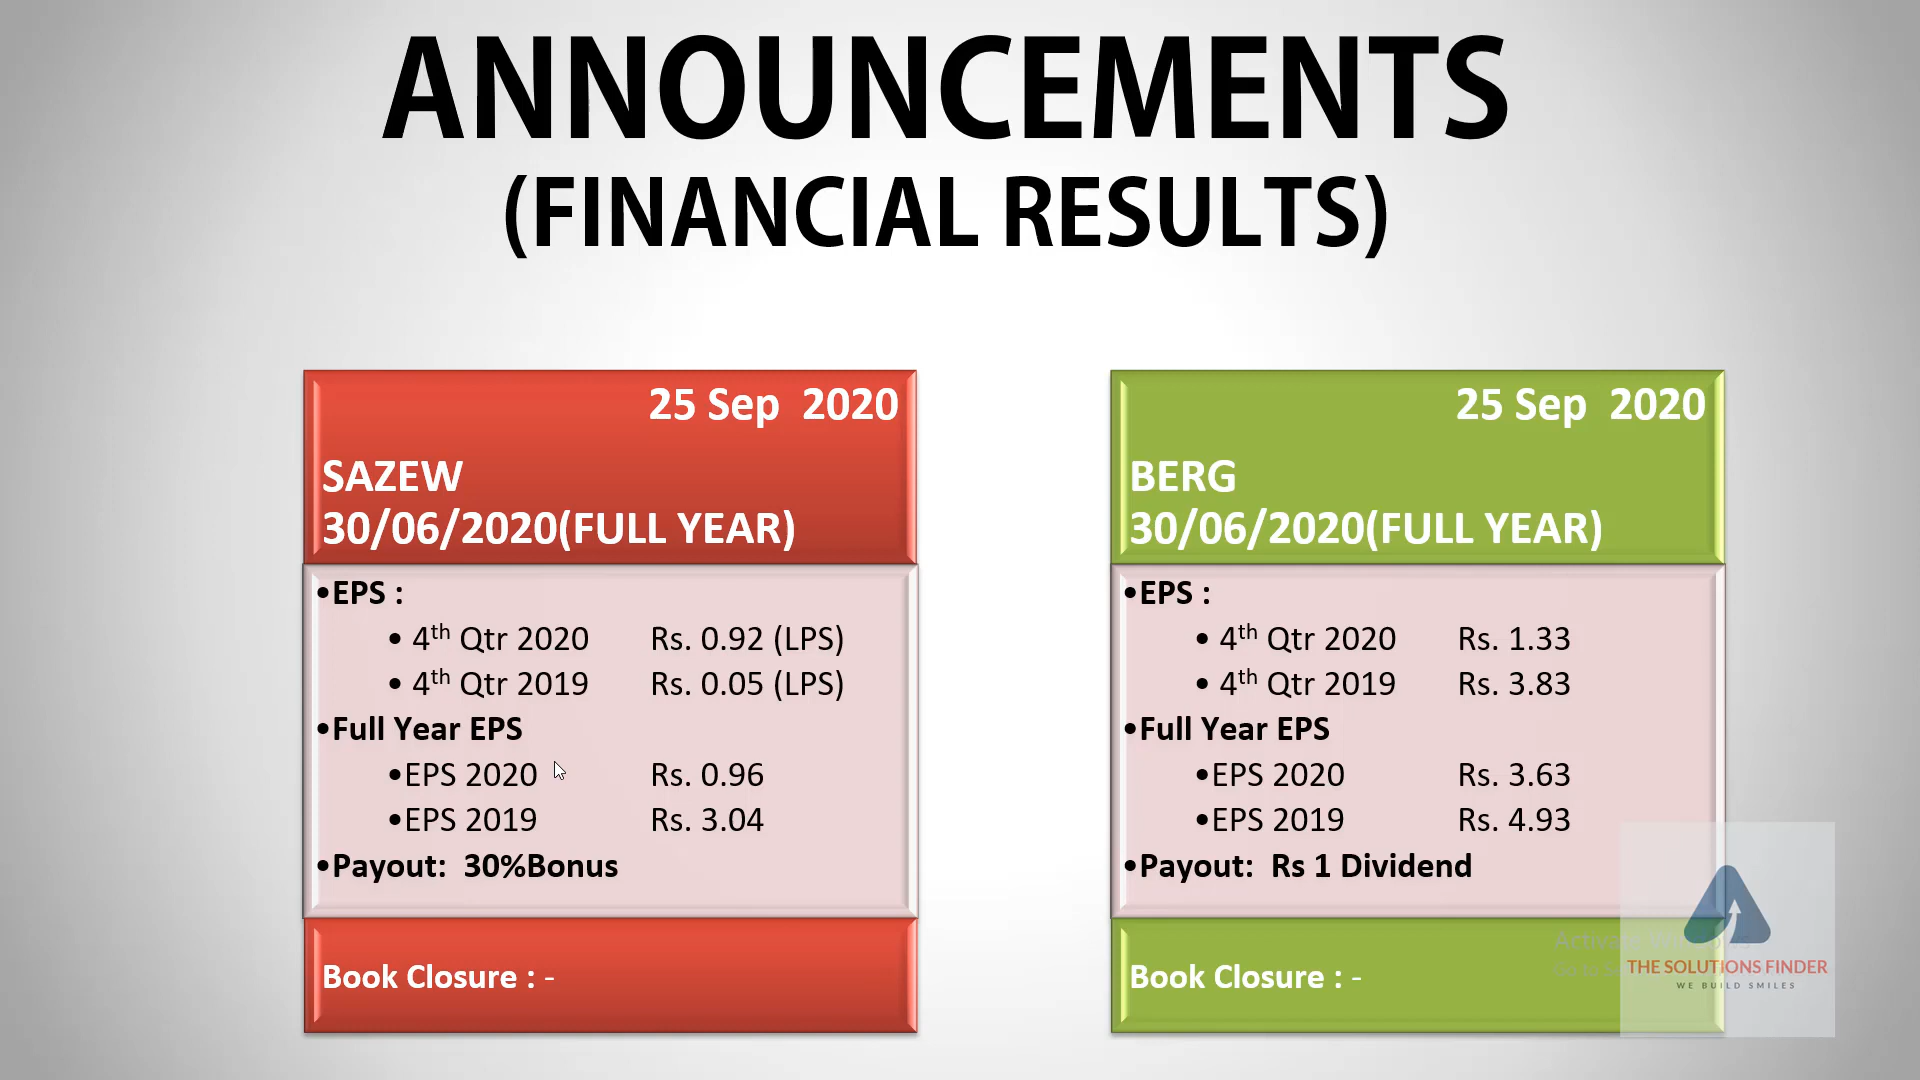 ANNOUNCEMENTS
(FINANCIAL RESULTS)
25 Sep 2020
SAZEW
30/06/2020(FULL YEAR)
•EPS :
• 4th Qtr 2020 Rs. 0.92 (LPS)
• 4th Qtr 2019 Rs. 0.05 (LPS)
•Full Year EPS
•EPS 2020 Rs. 0.96
•EPS 2019 Rs. 3.04
•Payout: 30%Bonus
Book Closure : -
25 Sep 2020
BERG
30/06/2020(FULL YEAR)
•EPS :
• 4th Qtr 2020 Rs. 1.33
• 4th Qtr 2019 Rs. 3.83
•Full Year EPS
•EPS 2020 Rs. 3.63
•EPS 2019 Rs. 4.93
•Payout: Rs 1 Dividend
Book Closure : -
Activate Windows
Go to
THE SOLUTIONS FINDER
WE BUILD SMILES